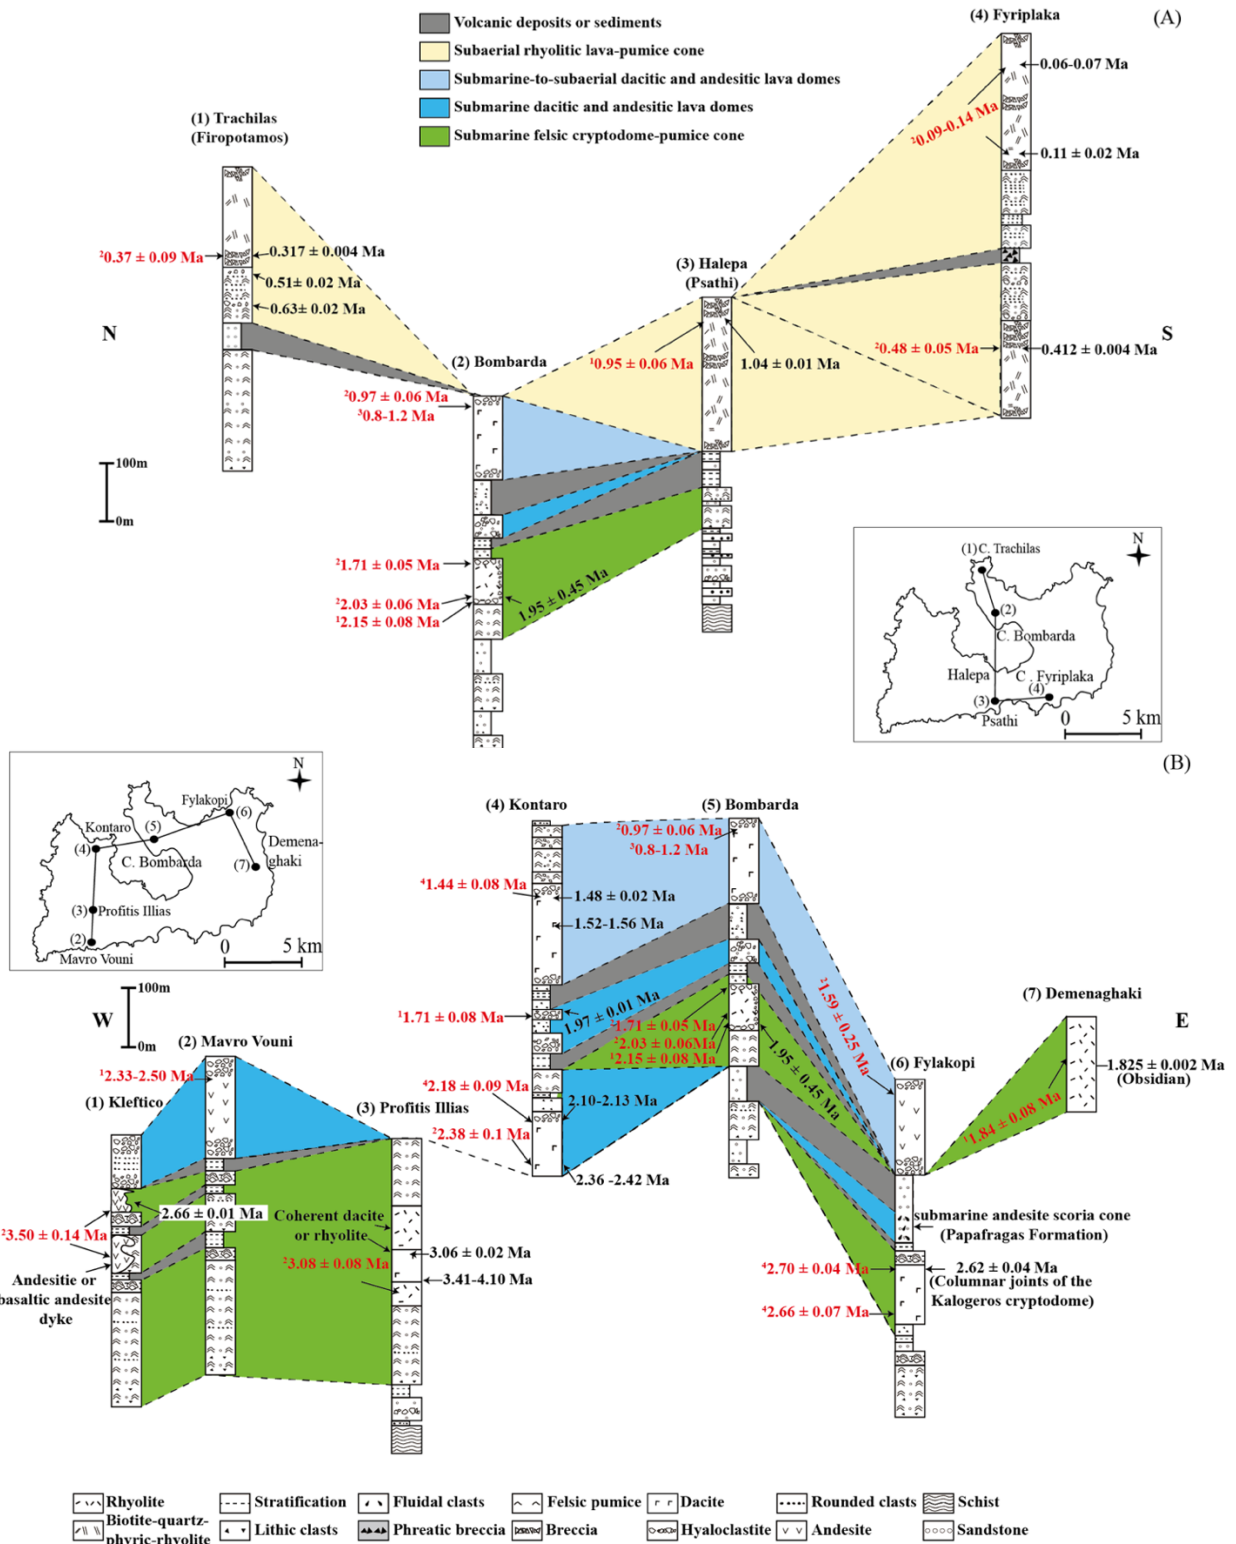 (A)
Volcanic deposits or sediments
Subaerial rhyolitic lava-pumice cone
Submarine-to-subaerial dacitic and andesitic lava domes
Submarine dacitic and andesitic lava domes
Submarine felsic cryptodome-pumice cone
(4) Fyriplaka
0.06-0.07 Ma
²0.09-0.14 Ma
0.11 ± 0.02 Ma
(1) Trachilas
(Firopotamos)
²0.37 ± 0.09 Ma
0.317 ± 0.004 Ma
0.51± 0.02 Ma
0.63± 0.02 Ma
N
(3) Halepa
(Psathi)
S
²0.48 ± 0.05 Ma
0.412 ± 0.004 Ma
¹0.95 ± 0.06 Ma
1.04 ± 0.01 Ma
(2) Bombarda
²0.97 ± 0.06 Ma
³0.8-1.2 Ma
100m
0m
²1.71 ± 0.05 Ma
²2.03 ± 0.06 Ma
¹2.15 ± 0.08 Ma
1.95 ± 0.45 Ma
(1) C. Trachilas
N
(2)
C. Bombarda
Halepa
C . Fyriplaka
(4)
(3)
Psathi
0
5 km
(B)
N
Fylakopi
(6)
Kontaro
(5)
(4)
Demena-
ghaki
C. Bombarda
(7)
(3)
Profitis Illias
(2)
Mavro Vouni
0
5 km
(4) Kontaro
(5) Bombarda
²0.97 ± 0.06 Ma
³0.8-1.2 Ma
⁴1.44 ± 0.08 Ma
1.48 ± 0.02 Ma
1.52-1.56 Ma
¹1.71 ± 0.08 Ma
1.97 ± 0.01 Ma
²1.71 ± 0.05 Ma
²2.03 ± 0.06Ma
¹2.15 ± 0.08 Ma
1.95 ± 0.45 Ma
²1.59 ± 0.25 Ma
⁴2.18 ± 0.09 Ma
2.10-2.13 Ma
²2.38 ± 0.1 Ma
2.36 -2.42 Ma
100m
0m
W
E
(2) Mavro Vouni
¹2.33-2.50 Ma
(1) Kleftico
(3) Profitis Illias
2.66 ± 0.01 Ma
²3.50 ± 0.14 Ma
Andesitie or
basaltic andesite
dyke
Coherent dacite
or rhyolite
²3.08 ± 0.08 Ma
3.06 ± 0.02 Ma
3.41-4.10 Ma
(7) Demenaghaki
1.825 ± 0.002 Ma
(Obsidian)
¹1.84 ± 0.08 Ma
(6) Fylakopi
submarine andesite scoria cone
(Papafragas Formation)
⁴2.70 ± 0.04 Ma
2.62 ± 0.04 Ma
(Columnar joints of the
Kalogeros cryptodome)
⁴2.66 ± 0.07 Ma
Rhyolite
Stratification
Fluidal clasts
Felsic pumice
Dacite
Rounded clasts
Schist
Biotite-quartz-
phyric-rhyolite
Lithic clasts
Phreatic breccia
Breccia
Hyaloclastite
Andesite
Sandstone